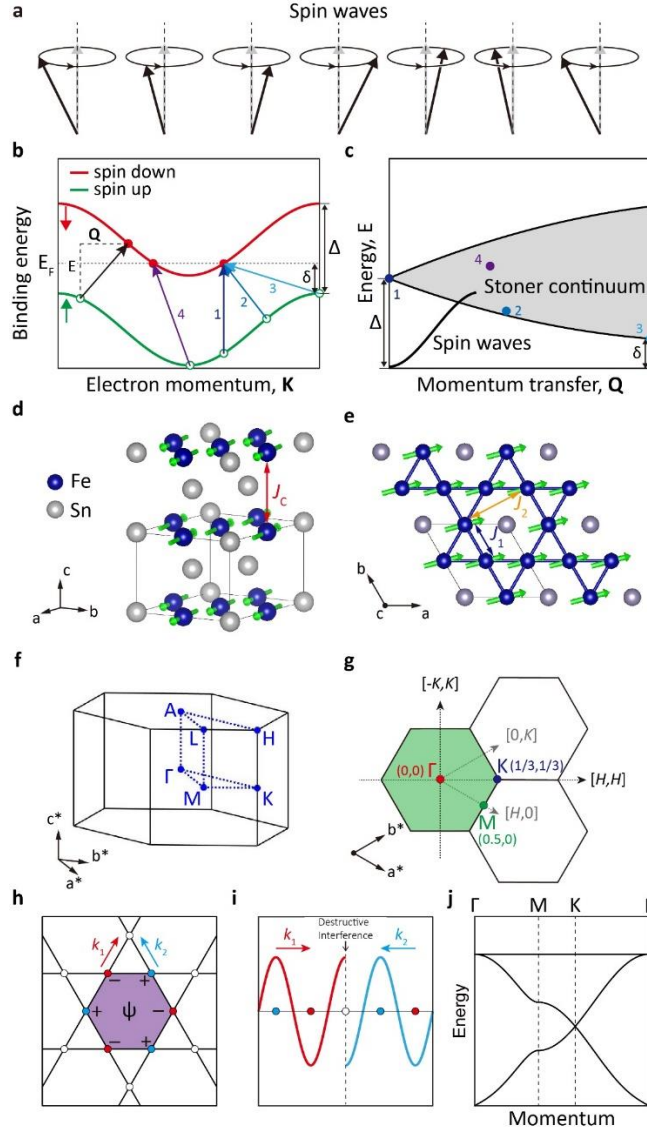 a
Spin waves
b
spin down
spin up
Binding energy
E_F
Q
E
4
1
2
3
Δ
δ
Electron momentum, K
c
Energy, E
Δ
1
4
Stoner continuum
2
Spin waves
3
δ
Momentum transfer, Q
d
Fe
Sn
J_C
c
a
b
e
J_2
J_1
b
c
a
f
A
L
H
Γ
M
K
c*
b*
a*
g
[-K,K]
[0,K]
(0,0) Γ
K (1/3,1/3)
[H,H]
[H,0]
M
(0.5,0)
b*
a*
h
k_1
k_2
− +
+ ψ −
− +
i
Destructive
Interference
k_1
k_2
j
Γ M K
Energy
Momentum